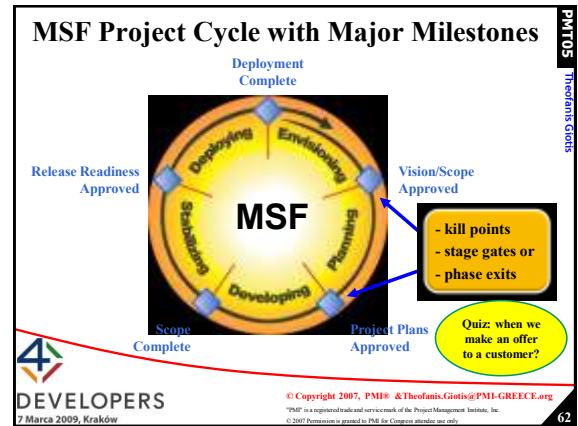 MSF Project Cycle with Major Milestones
PMT05
Theofanis Giotis
Deployment
Complete
Deploying
Envisioning
Release Readiness
Approved
Vision/Scope
Approved
MSF
Stabilizing
Planning
Developing
- kill points
- stage gates or
- phase exits
Scope
Complete
Project Plans
Approved
Quiz: when we
make an offer
to a customer?
4
DEVELOPERS
7 Marca 2009, Kraków
© Copyright 2007, PMI® &Theofanis.Giotis@PMI-GREECE.org
"PMI" is a registered trade and service mark of the Project Management Institute, Inc.
© 2007 Permission is granted to PMI for Congress attendee use only
62